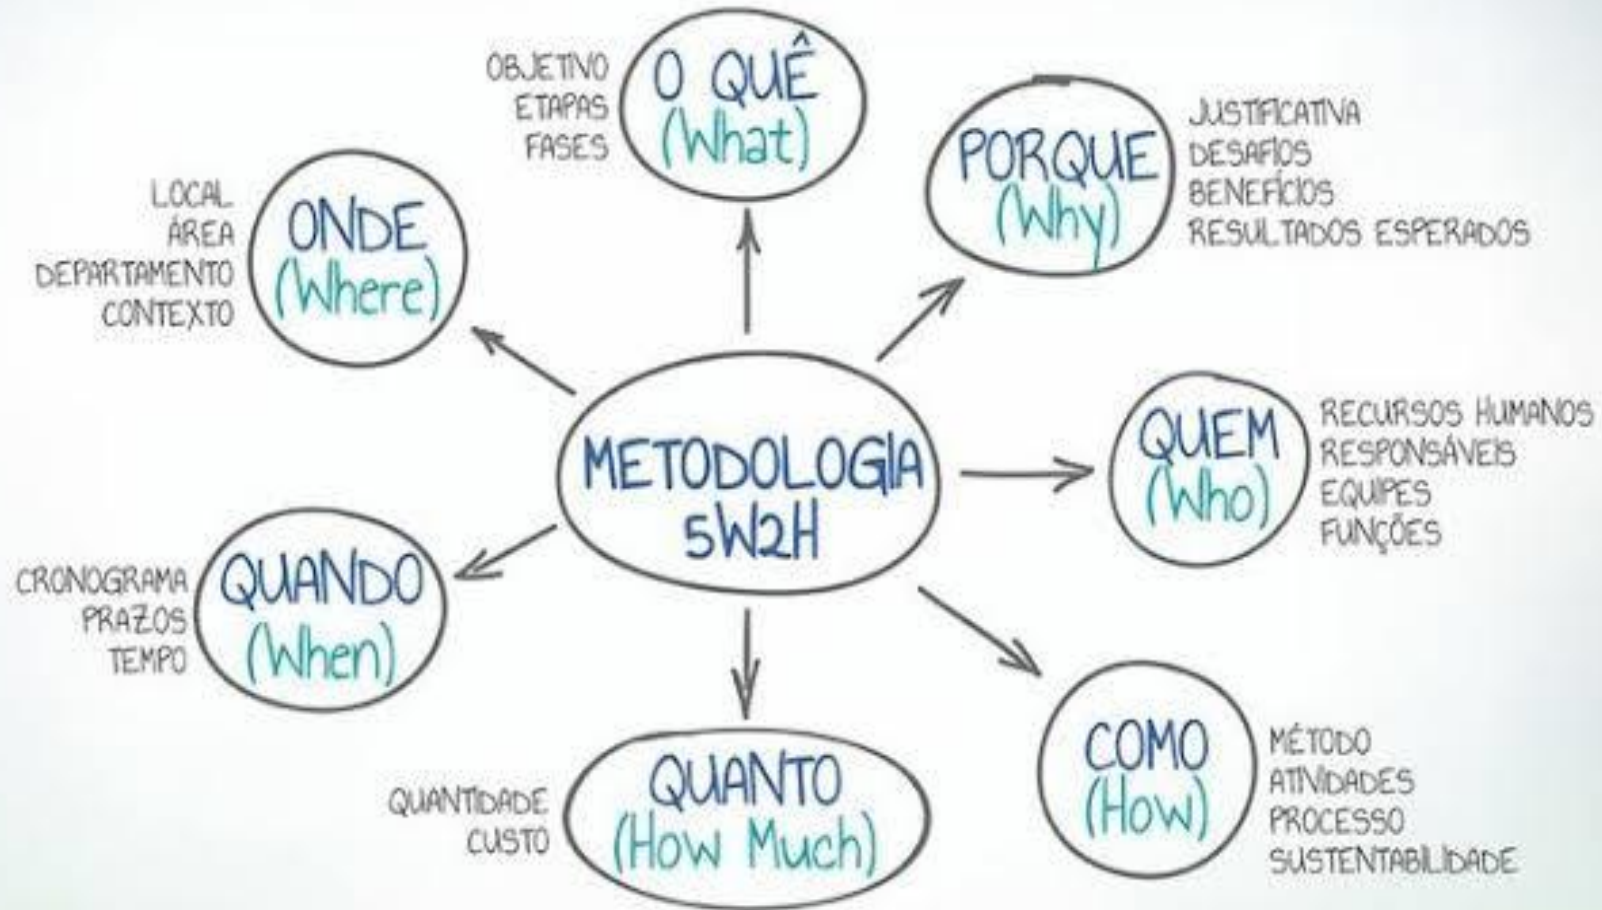 OBJETIVO
ETAPAS
FASES
O QUÊ
(What)
PORQUE
(Why)
JUSTIFICATIVA
DESAFIOS
BENEFÍCIOS
RESULTADOS ESPERADOS
LOCAL
ÁREA
DEPARTAMENTO
CONTEXTO
ONDE
(Where)
METODOLOGIA
5W2H
QUEM
(Who)
RECURSOS HUMANOS
RESPONSÁVEIS
EQUIPES
FUNÇÕES
CRONOGRAMA
PRAZOS
TEMPO
QUANDO
(When)
QUANTIDADE
CUSTO
QUANTO
(How Much)
COMO
(How)
MÉTODO
ATIVIDADES
PROCESSO
SUSTENTABILIDADE